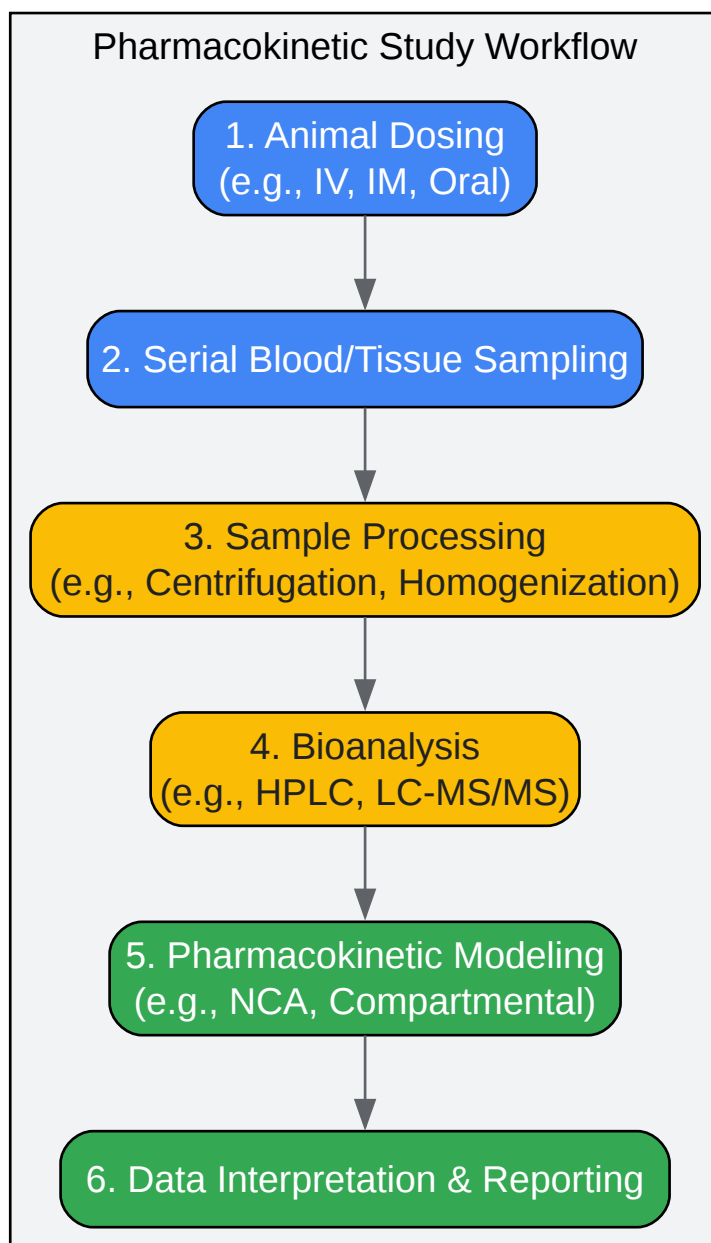 Pharmacokinetic Study Workflow
1. Animal Dosing
(e.g., IV, IM, Oral)
2. Serial Blood/Tissue Sampling
3. Sample Processing
(e.g., Centrifugation, Homogenization)
4. Bioanalysis
(e.g., HPLC, LC-MS/MS)
5. Pharmacokinetic Modeling
(e.g., NCA, Compartmental)
6. Data Interpretation & Reporting